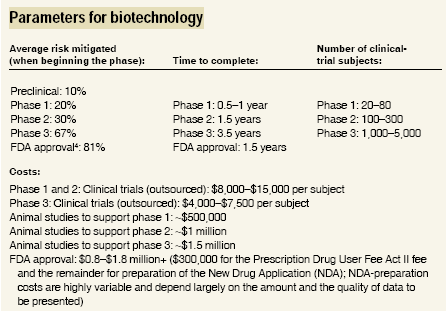 Parameters for biotechnology
Average risk mitigated
(when beginning the phase):
Time to complete:
Number of clinical-
trial subjects:
Preclinical: 10%
Phase 1: 20%
Phase 1: 0.5–1 year
Phase 1: 20–80
Phase 2: 30%
Phase 2: 1.5 years
Phase 2: 100–300
Phase 3: 67%
Phase 3: 3.5 years
Phase 3: 1,000–5,000
FDA approval⁴: 81%
FDA approval: 1.5 years
Costs:
Phase 1 and 2: Clinical trials (outsourced): $8,000–$15,000 per subject
Phase 3: Clinical trials (outsourced): $4,000–$7,500 per subject
Animal studies to support phase 1: ~$500,000
Animal studies to support phase 2: ~$1 million
Animal studies to support phase 3: ~$1.5 million
FDA approval: $0.8–$1.8 million+ ($300,000 for the Prescription Drug User Fee Act II fee
and the remainder for preparation of the New Drug Application (NDA); NDA-preparation
costs are highly variable and depend largely on the amount and the quality of data to
be presented)